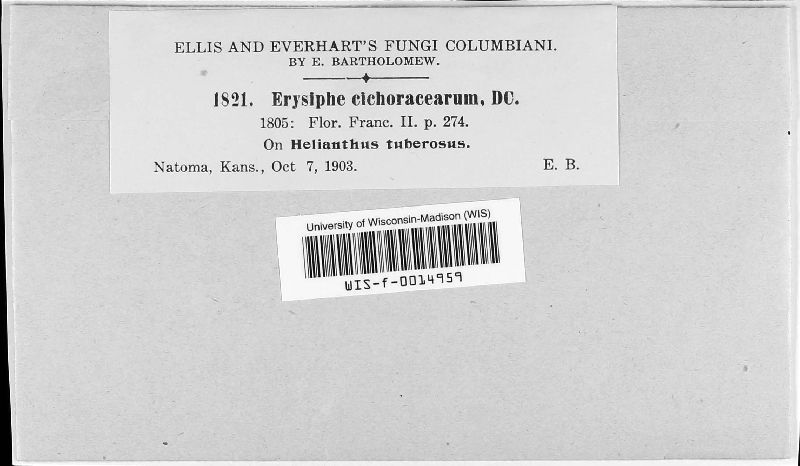 ELLIS AND EVERHART'S FUNGI COLUMBIANI.
BY E. BARTHOLOMEW.
1821. Erysiphe cichoracearum, DC.
1805: Flor. Franc. II. p. 274.
On Helianthus tuberosus.
Natoma, Kans., Oct 7, 1903. E. B.
University of Wisconsin-Madison (WIS)
WIS-f-0014959